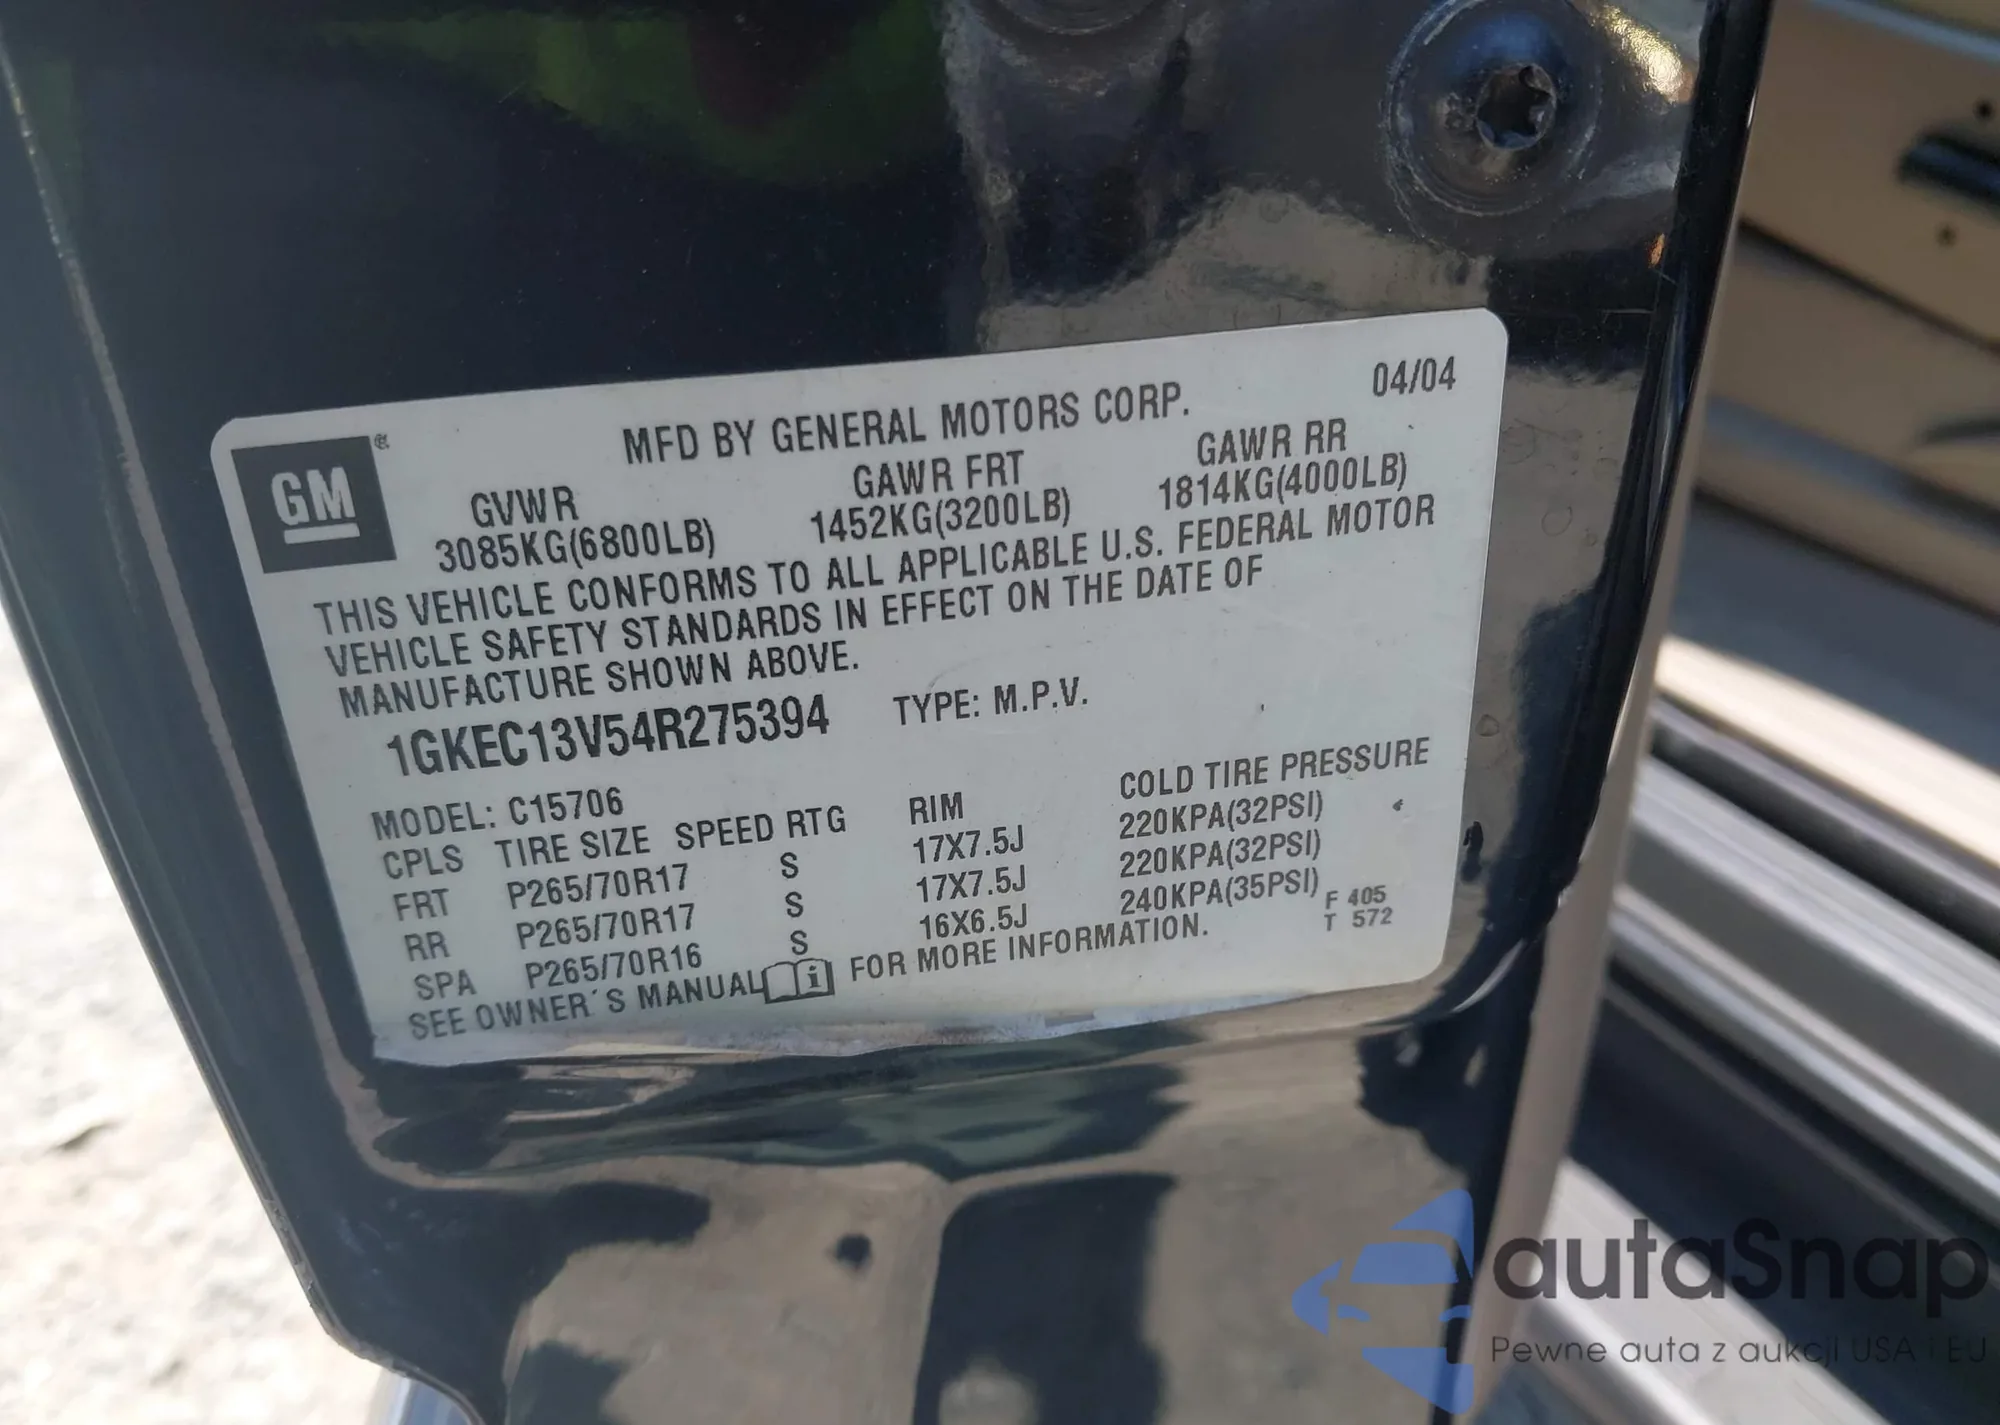 MFD BY GENERAL MOTORS CORP. 04/04
GM
GVWR GAWR FRT GAWR RR
3085KG(6800LB) 1452KG(3200LB) 1814KG(4000LB)
THIS VEHICLE CONFORMS TO ALL APPLICABLE U.S. FEDERAL MOTOR
VEHICLE SAFETY STANDARDS IN EFFECT ON THE DATE OF
MANUFACTURE SHOWN ABOVE.
1GKEC13V54R275394 TYPE: M.P.V.
MODEL: C15706
CPLS TIRE SIZE SPEED RTG RIM COLD TIRE PRESSURE
FRT P265/70R17 S 17X7.5J 220KPA(32PSI)
RR P265/70R17 S 17X7.5J 220KPA(32PSI)
SPA P265/70R16 S 16X6.5J 240KPA(35PSI)
SEE OWNER´S MANUAL i FOR MORE INFORMATION.
F 405
T 572
autaSnap
Pewne auta z aukcji USA i EU